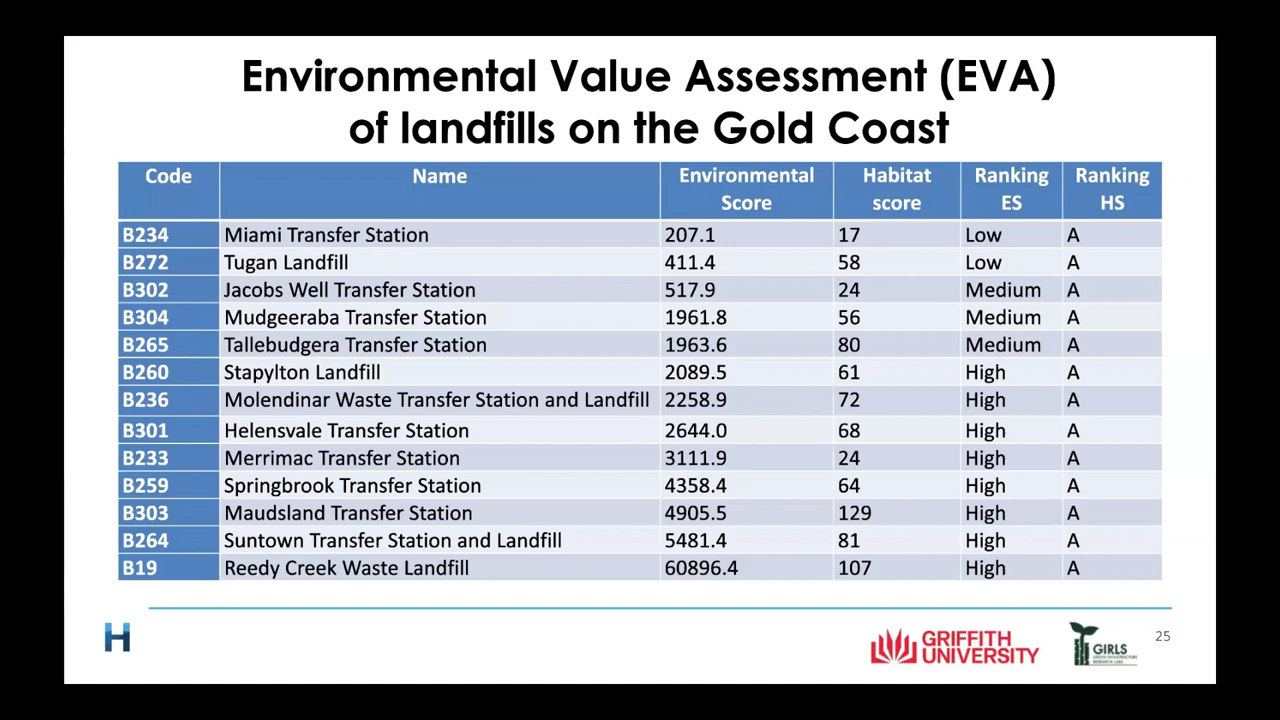 Environmental Value Assessment (EVA)
of landfills on the Gold Coast
Code Name Environmental Score Habitat score Ranking ES Ranking HS
B234 Miami Transfer Station 207.1 17 Low A
B272 Tugan Landfill 411.4 58 Low A
B302 Jacobs Well Transfer Station 517.9 24 Medium A
B304 Mudgeeraba Transfer Station 1961.8 56 Medium A
B265 Tallebudgera Transfer Station 1963.6 80 Medium A
B260 Stapylton Landfill 2089.5 61 High A
B236 Molendinar Waste Transfer Station and Landfill 2258.9 72 High A
B301 Helensvale Transfer Station 2644.0 68 High A
B233 Merrimac Transfer Station 3111.9 24 High A
B259 Springbrook Transfer Station 4358.4 64 High A
B303 Maudsland Transfer Station 4905.5 129 High A
B264 Suntown Transfer Station and Landfill 5481.4 81 High A
B19 Reedy Creek Waste Landfill 60896.4 107 High A
H
GRIFFITH
UNIVERSITY
GIRLS
GREEN INFRASTRUCTURE
RESEARCH LABS
25